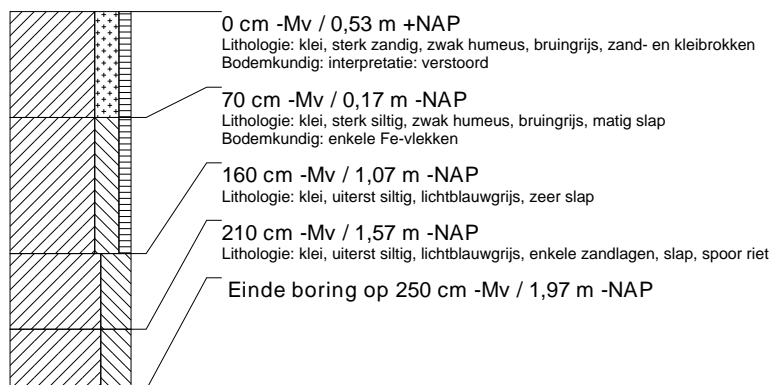 0 cm -Mv / 0,53 m +NAP
Lithologie: klei, sterk zandig, zwak humeus, bruingrijs, zand- en kleibrokken
Bodemkundig: interpretatie: verstoord
70 cm -Mv / 0,17 m -NAP
Lithologie: klei, sterk siltig, zwak humeus, bruingrijs, matig slap
Bodemkundig: enkele Fe-vlekken
160 cm -Mv / 1,07 m -NAP
Lithologie: klei, uiterst siltig, lichtblauwgrijs, zeer slap
210 cm -Mv / 1,57 m -NAP
Lithologie: klei, uiterst siltig, lichtblauwgrijs, enkele zandlagen, slap, spoor riet
Einde boring op 250 cm -Mv / 1,97 m -NAP